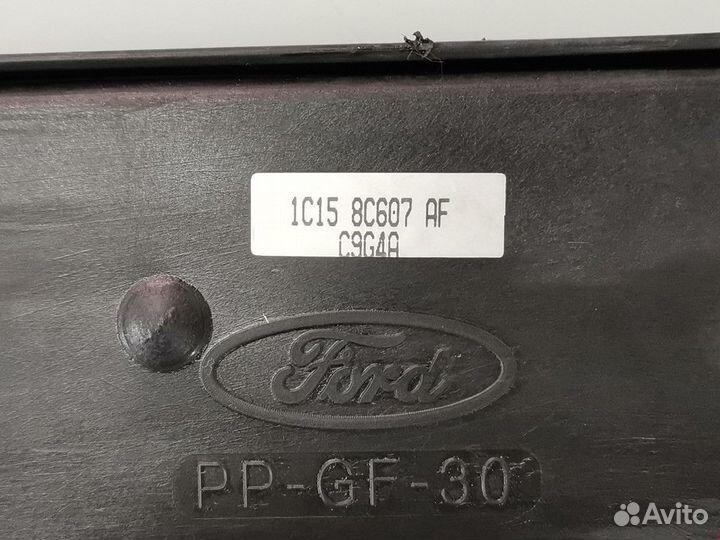 1C15 8C607 AF
C9G4A
Ford
PP-GF-30
Avito